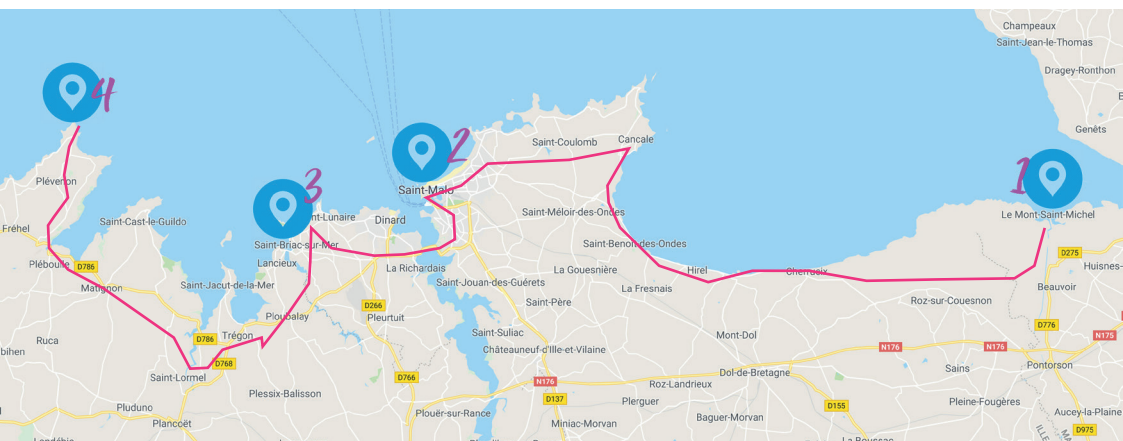 Champeaux
Saint-Jean-le-Thomas
Dragey-Ronthon
4
Genêts
2
Saint-Coulomb
Cancale
1
Plévenon
3
Saint-Malo
Saint-Cast-le-Guildo
nt-Lunaire
Dinard
Saint-Méloir-des-Ondes
Le Mont-Saint-Michel
Fréhel
Saint-Briac-sur-Mer
Saint-Benoît-des-Ondes
D275
Pléboulle
D786
Lancieux
La Richardais
La Gouesnière
Hirel
Cherrueix
Huisnes-
Matignon
Saint-Jacut-de-la-Mer
Saint-Jouan-des-Guérets
La Fresnais
Beauvoir
D266
Saint-Père
Roz-sur-Couesnon
Ploubalay
Pleurtuit
D776
Ruca
D786
Trégon
Saint-Suliac
Mont-Dol
N175
bihen
Châteauneuf-d'Ille-et-Vilaine
N176
N176
D768
Pontorson
Saint-Lormel
D766
N176
Roz-Landrieux
Dol-de-Bretagne
Sains
Plessix-Balisson
D137
Plerguer
D155
Pleine-Fougères
Pluduno
Plouër-sur-Rance
Baguer-Morvan
Aucey-la-Plaine
Plancoët
Miniac-Morvan
D975
La Boussac